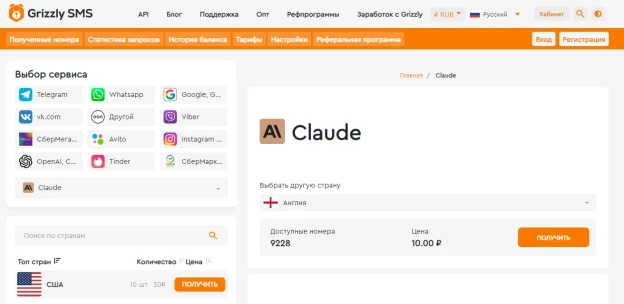 Grizzly SMS
API
Блог
Поддержка
Опт
Рефпрограммы
Заработок с Grizzly
₽ RUB
Русский
Кабинет
Полученные номера
Статистика запросов
История баланса
Тарифы
Настройки
Реферальная программа
Вход
Регистрация
Выбор сервиса
Telegram
Whatsapp
Google, G...
vk.com
Другой
Viber
СберМега...
Avito
Instagram ...
OpenAI, C...
Tinder
СберМарк...
Claude
Поиск по странам
Топ стран
Количество
Цена
США
10 шт
30₽
ПОЛУЧИТЬ
Главная / Claude
Claude
Выбрать другую страну
Англия
Доступные номера
Цена
9228
10.00 ₽
ПОЛУЧИТЬ